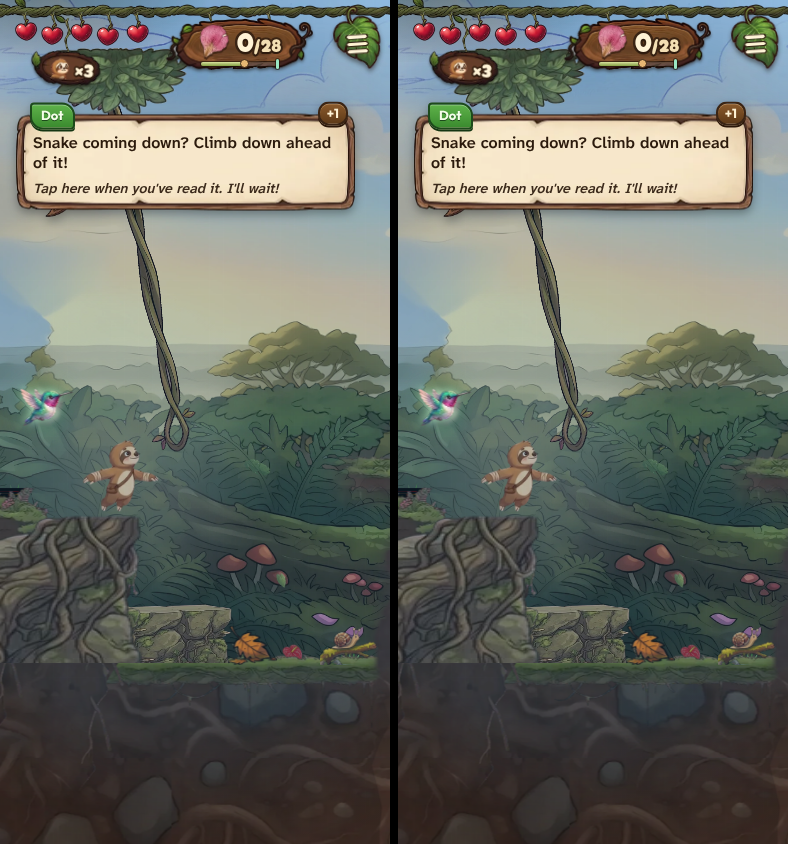 0/28
×3
Dot
+1
Snake coming down? Climb down ahead
of it!
Tap here when you've read it. I'll wait!
0/28
×3
Dot
+1
Snake coming down? Climb down ahead
of it!
Tap here when you've read it. I'll wait!